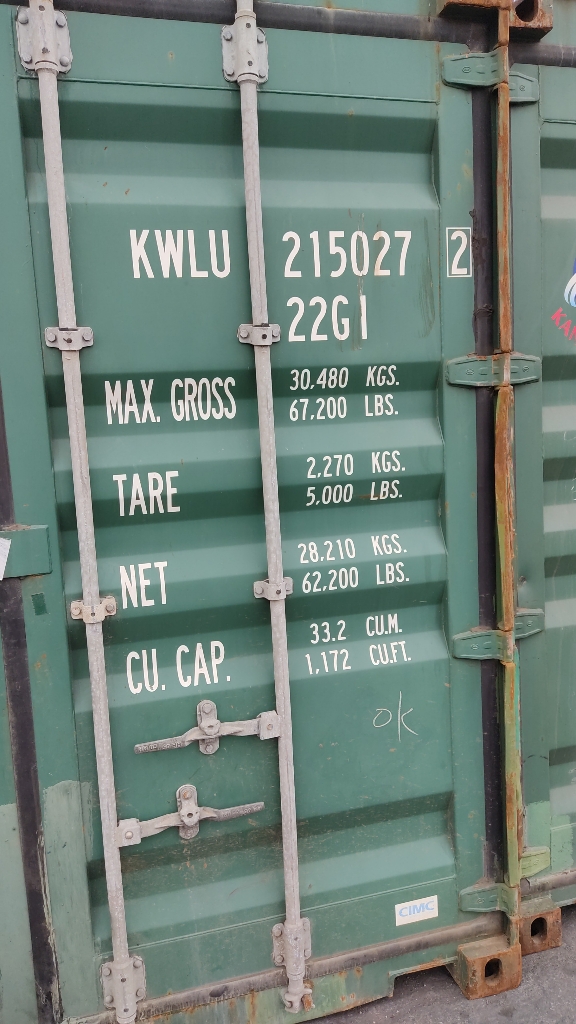 KWLU 215027 2
22G1
MAX. GROSS 30,480 KGS.
67,200 LBS.
TARE 2,270 KGS.
5,000 LBS.
NET 28,210 KGS.
62,200 LBS.
CU. CAP. 33.2 CU.M.
1,172 CU.FT.
ok
CIMC